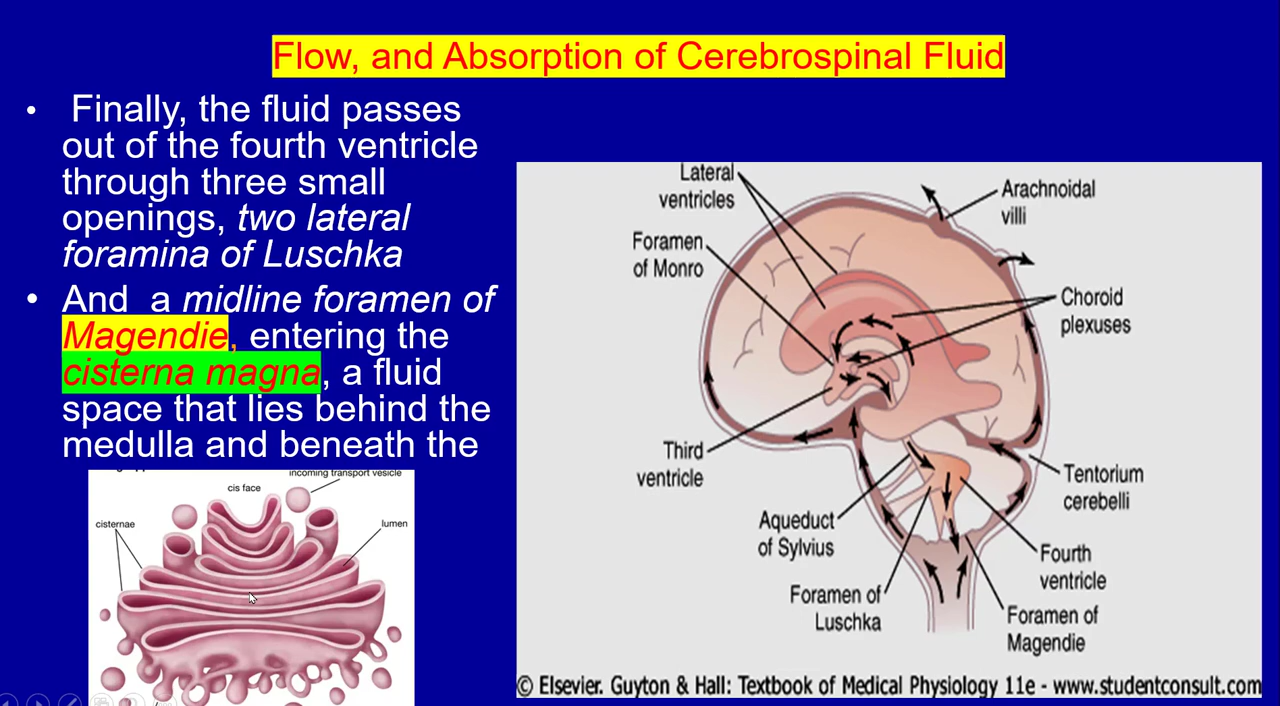 Flow, and Absorption of Cerebrospinal Fluid
• Finally, the fluid passes
out of the fourth ventricle
through three small
openings, two lateral
foramina of Luschka
• And a midline foramen of
Magendie, entering the
cisterna magna, a fluid
space that lies behind the
medulla and beneath the
incoming transport vesicle
cis face
cisternae
lumen
Lateral
ventricles
Foramen
of Monro
Third
ventricle
Aqueduct
of Sylvius
Foramen of
Luschka
Arachnoidal
villi
Choroid
plexuses
Tentorium
cerebelli
Fourth
ventricle
Foramen of
Magendie
© Elsevier. Guyton & Hall: Textbook of Medical Physiology 11e - www.studentconsult.com